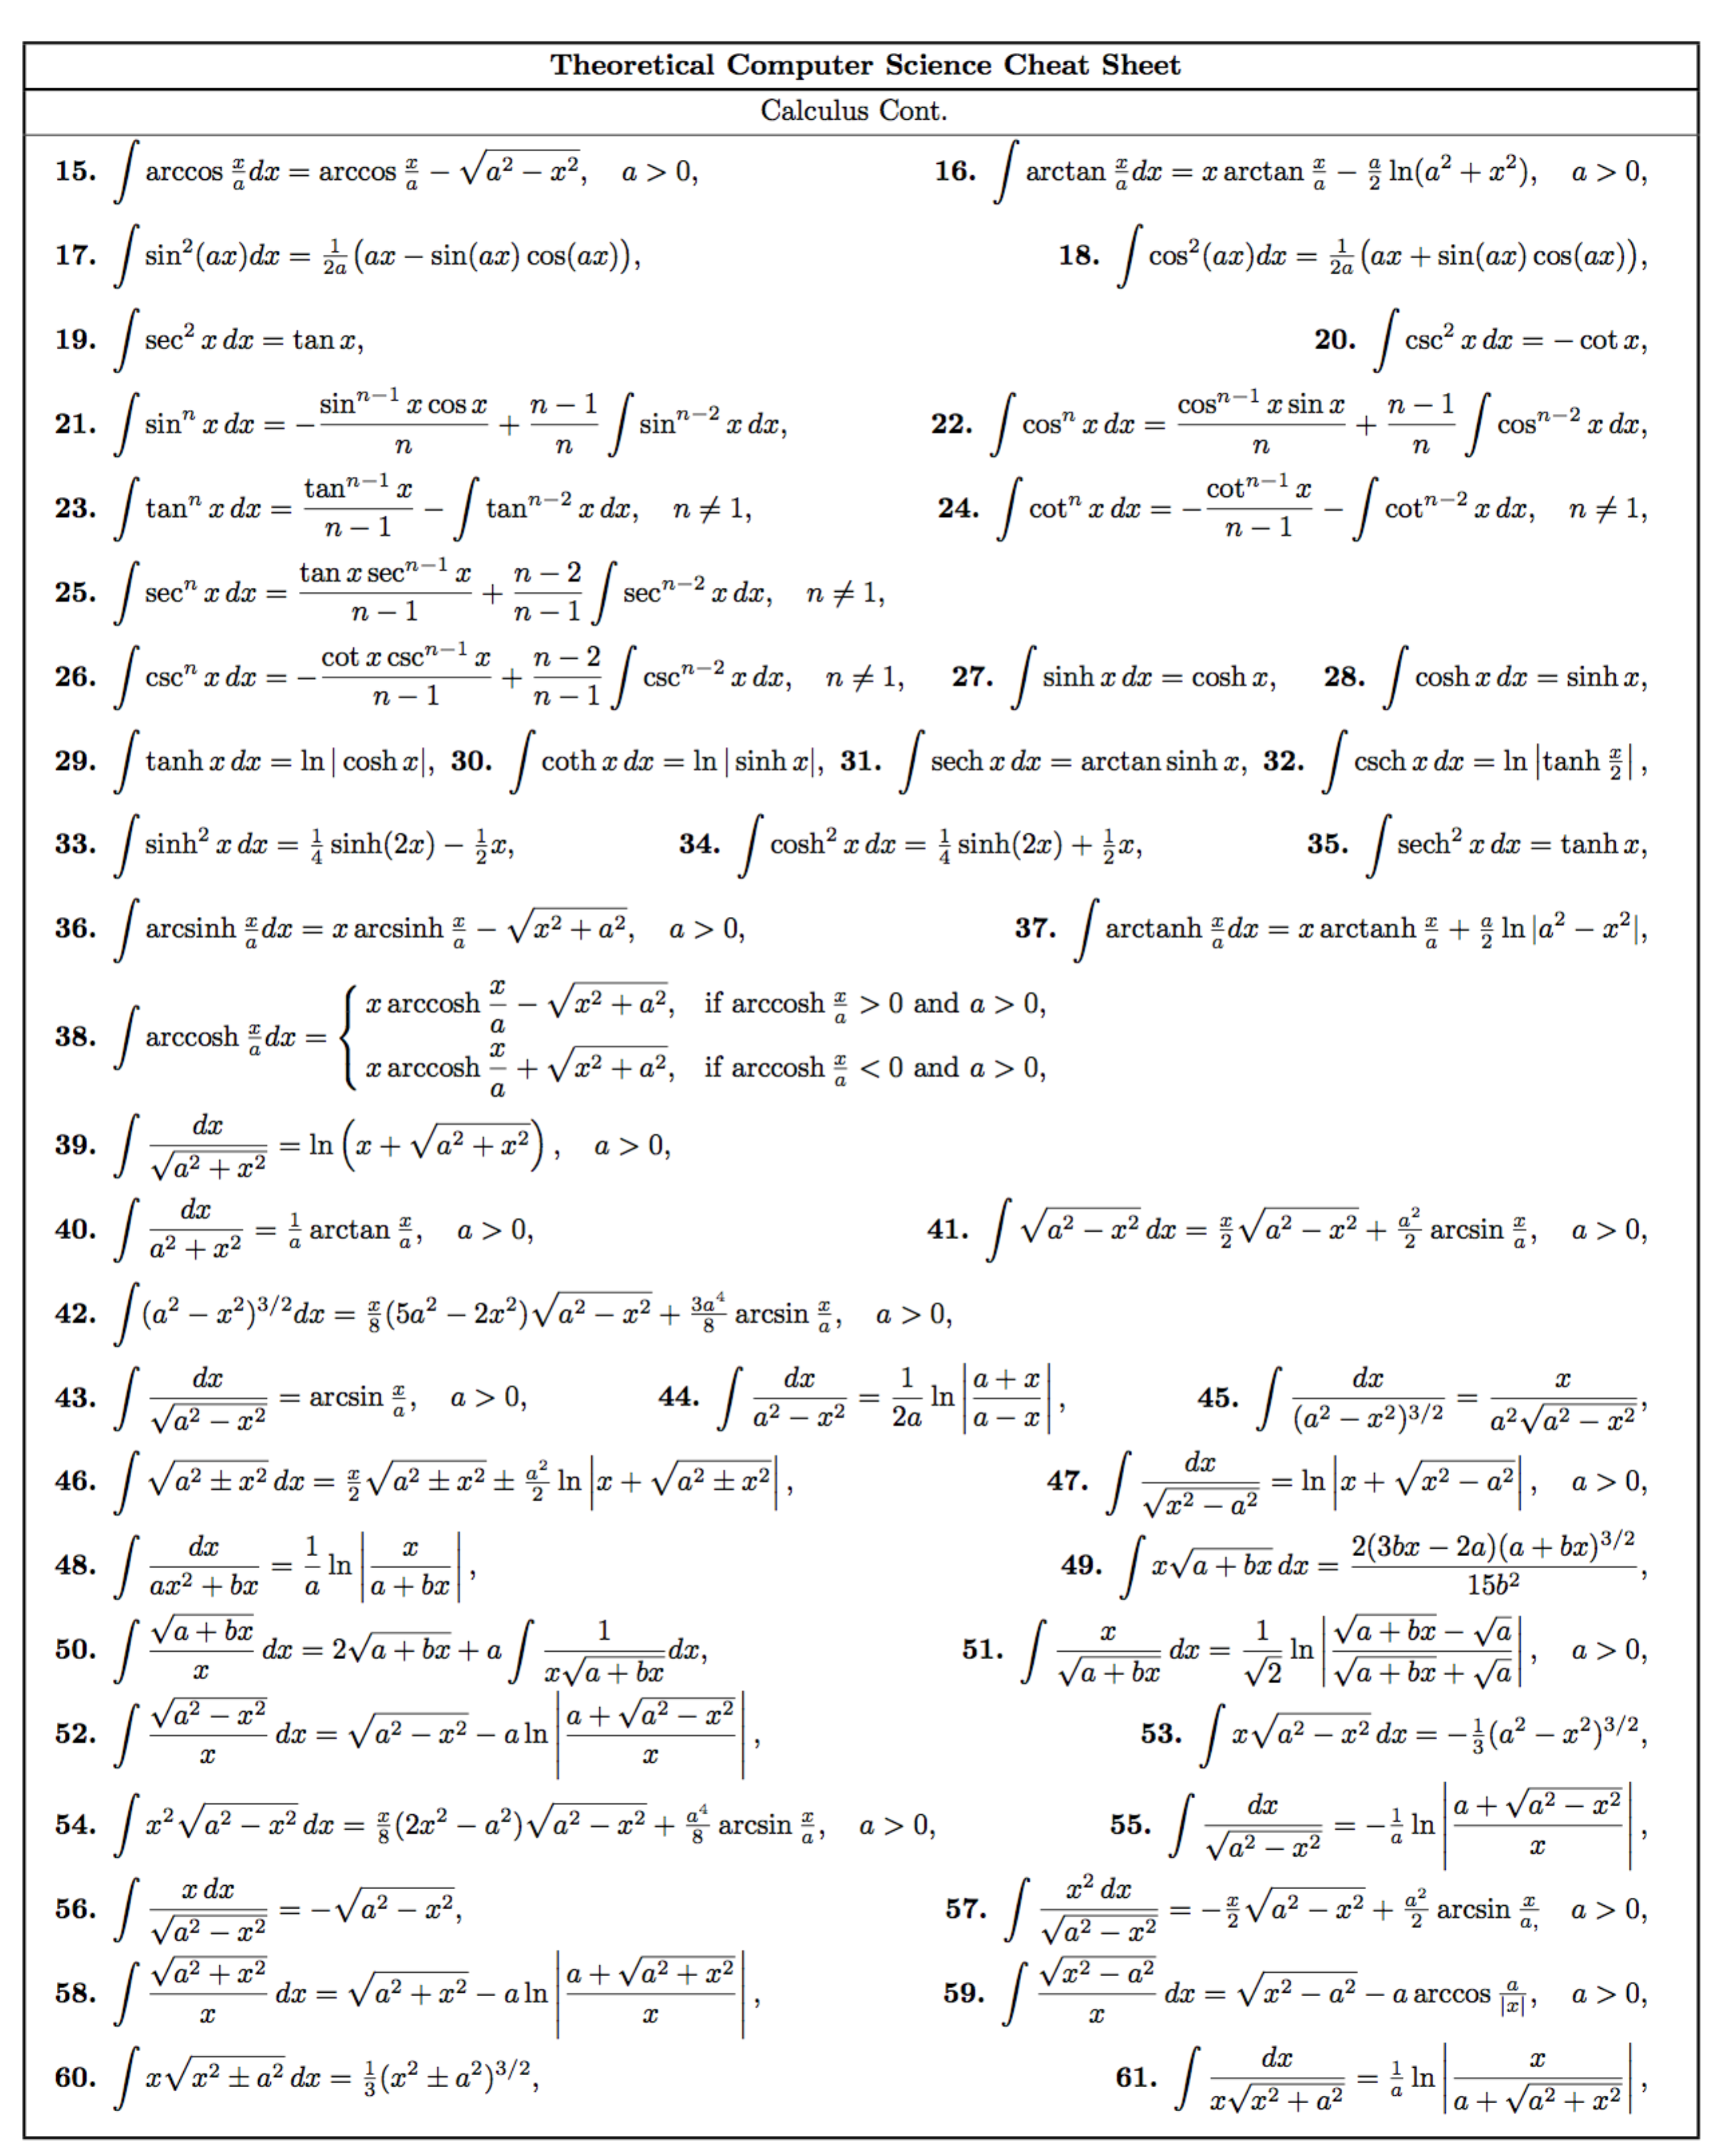 Theoretical Computer Science Cheat Sheet
Calculus Cont.
15. ∫ arccos x/a dx = arccos x/a − √(a² − x²), a > 0, 16. ∫ arctan x/a dx = x arctan x/a − a/2 ln(a² + x²), a > 0,
17. ∫ sin²(ax)dx = 1/2a (ax − sin(ax) cos(ax)), 18. ∫ cos²(ax)dx = 1/2a (ax + sin(ax) cos(ax)),
19. ∫ sec² x dx = tan x, 20. ∫ csc² x dx = − cot x,
21. ∫ sinⁿ x dx = −(sinⁿ⁻¹ x cos x)/n + (n − 1)/n ∫ sinⁿ⁻² x dx, 22. ∫ cosⁿ x dx = (cosⁿ⁻¹ x sin x)/n + (n − 1)/n ∫ cosⁿ⁻² x dx,
23. ∫ tanⁿ x dx = (tanⁿ⁻¹ x)/(n − 1) − ∫ tanⁿ⁻² x dx, n ≠ 1, 24. ∫ cotⁿ x dx = −(cotⁿ⁻¹ x)/(n − 1) − ∫ cotⁿ⁻² x dx, n ≠ 1,
25. ∫ secⁿ x dx = (tan x secⁿ⁻¹ x)/(n − 1) + (n − 2)/(n − 1) ∫ secⁿ⁻² x dx, n ≠ 1,
26. ∫ cscⁿ x dx = −(cot x cscⁿ⁻¹ x)/(n − 1) + (n − 2)/(n − 1) ∫ cscⁿ⁻² x dx, n ≠ 1, 27. ∫ sinh x dx = cosh x, 28. ∫ cosh x dx = sinh x,
29. ∫ tanh x dx = ln | cosh x|, 30. ∫ coth x dx = ln | sinh x|, 31. ∫ sech x dx = arctan sinh x, 32. ∫ csch x dx = ln |tanh x/2|,
33. ∫ sinh² x dx = 1/4 sinh(2x) − 1/2 x, 34. ∫ cosh² x dx = 1/4 sinh(2x) + 1/2 x, 35. ∫ sech² x dx = tanh x,
36. ∫ arcsinh x/a dx = x arcsinh x/a − √(x² + a²), a > 0, 37. ∫ arctanh x/a dx = x arctanh x/a + a/2 ln |a² − x²|,
38. ∫ arccosh x/a dx = { x arccosh x/a − √(x² + a²), if arccosh x/a > 0 and a > 0,
x arccosh x/a + √(x² + a²), if arccosh x/a < 0 and a > 0,
39. ∫ dx/√(a² + x²) = ln (x + √(a² + x²)), a > 0,
40. ∫ dx/(a² + x²) = 1/a arctan x/a, a > 0, 41. ∫ √(a² − x²) dx = x/2 √(a² − x²) + a²/2 arcsin x/a, a > 0,
42. ∫ (a² − x²)^(3/2) dx = x/8 (5a² − 2x²)√(a² − x²) + 3a⁴/8 arcsin x/a, a > 0,
43. ∫ dx/√(a² − x²) = arcsin x/a, a > 0, 44. ∫ dx/(a² − x²) = 1/2a ln |(a + x)/(a − x)|, 45. ∫ dx/(a² − x²)^(3/2) = x/(a²√(a² − x²)),
46. ∫ √(a² ± x²) dx = x/2 √(a² ± x²) ± a²/2 ln |x + √(a² ± x²)|, 47. ∫ dx/√(x² − a²) = ln |x + √(x² − a²)|, a > 0,
48. ∫ dx/(ax² + bx) = 1/a ln |x/(a + bx)|, 49. ∫ x√(a + bx) dx = 2(3bx − 2a)(a + bx)^(3/2)/15b²,
50. ∫ √(a + bx)/x dx = 2√(a + bx) + a ∫ 1/(x√(a + bx)) dx, 51. ∫ x/√(a + bx) dx = 1/√2 ln |(√(a + bx) − √a)/(√(a + bx) + √a)|, a > 0,
52. ∫ √(a² − x²)/x dx = √(a² − x²) − a ln |(a + √(a² − x²))/x|, 53. ∫ x√(a² − x²) dx = −1/3 (a² − x²)^(3/2),
54. ∫ x²√(a² − x²) dx = x/8 (2x² − a²)√(a² − x²) + a⁴/8 arcsin x/a, a > 0, 55. ∫ dx/√(a² − x²) = −1/a ln |(a + √(a² − x²))/x|,
56. ∫ x dx/√(a² − x²) = −√(a² − x²), 57. ∫ x² dx/√(a² − x²) = −x/2 √(a² − x²) + a²/2 arcsin x/a, a > 0,
58. ∫ √(a² + x²)/x dx = √(a² + x²) − a ln |(a + √(a² + x²))/x|, 59. ∫ √(x² − a²)/x dx = √(x² − a²) − a arccos a/|x|, a > 0,
60. ∫ x√(x² ± a²) dx = 1/3 (x² ± a²)^(3/2), 61. ∫ dx/(x√(x² + a²)) = 1/a ln |x/(a + √(a² + x²))|,